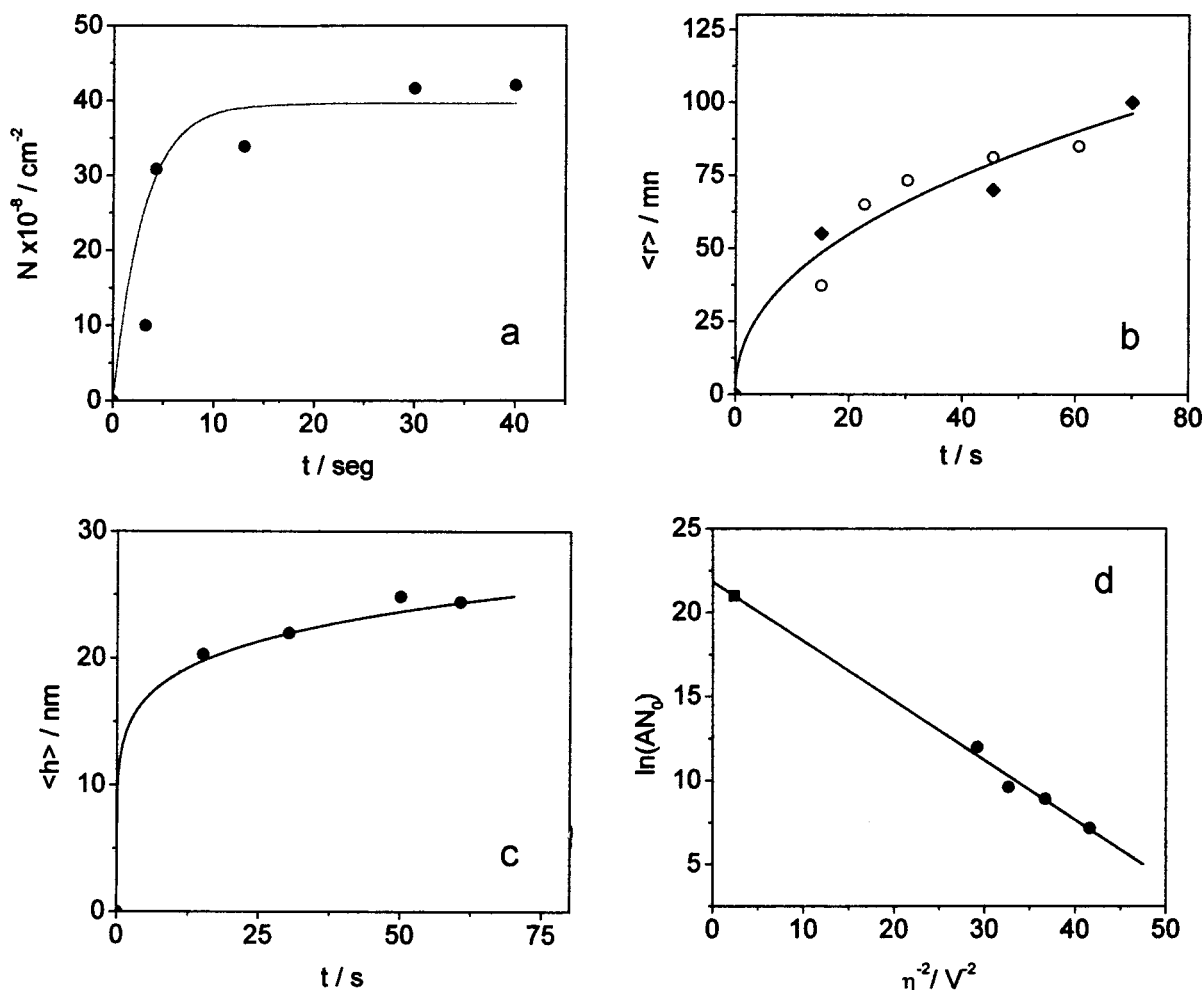 50
40
30
20
10
0
N x10⁻⁸ / cm⁻²
a
0 10 20 30 40
t / seg
125
100
75
50
25
0
<r> / mn
b
0 20 40 60 80
t / s
30
20
10
0
<h> / nm
c
0 25 50 75
t / s
25
20
15
10
5
ln(AN₀)
d
0 10 20 30 40 50
η⁻²/ V⁻²